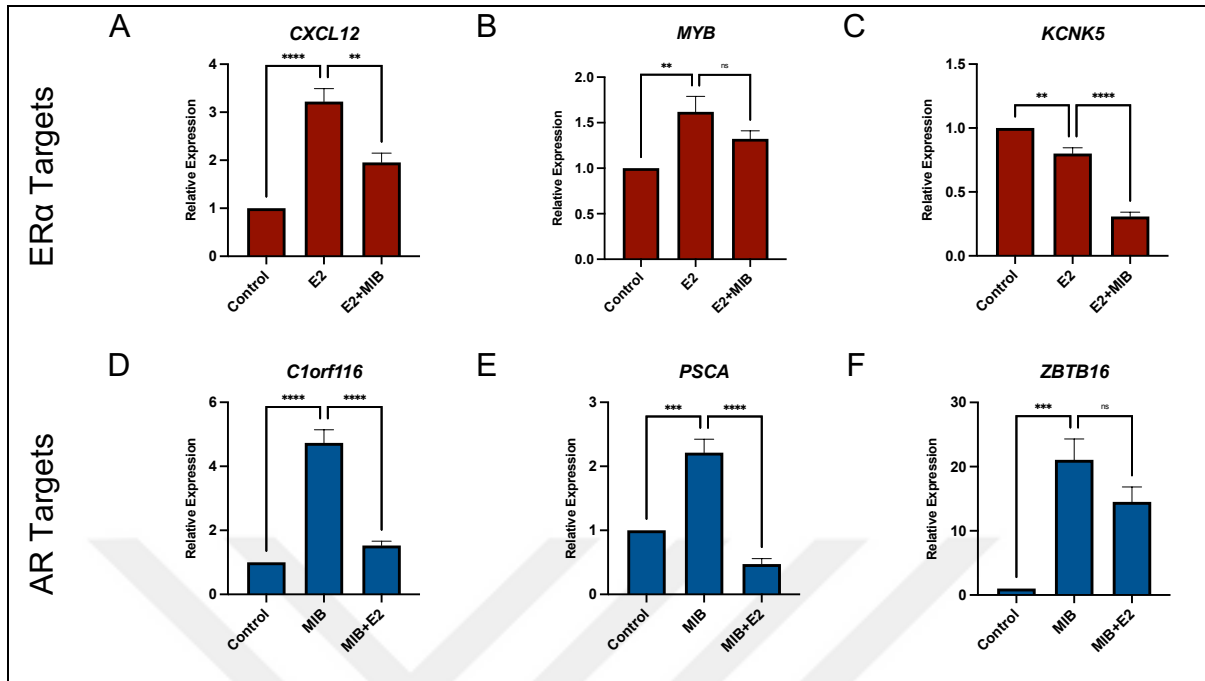 ERα Targets
A
CXCL12
Relative Expression
4
3
2
1
0
****
**
Control
E2
E2+MIB
B
MYB
Relative Expression
2.0
1.5
1.0
0.5
0.0
**
ns
Control
E2
E2+MIB
C
KCNK5
Relative Expression
1.5
1.0
0.5
0.0
**
****
Control
E2
E2+MIB
AR Targets
D
C1orf116
Relative Expression
6
4
2
0
****
****
Control
MIB
MIB+E2
E
PSCA
Relative Expression
3
2
1
0
***
****
Control
MIB
MIB+E2
F
ZBTB16
Relative Expression
30
20
10
0
***
ns
Control
MIB
MIB+E2